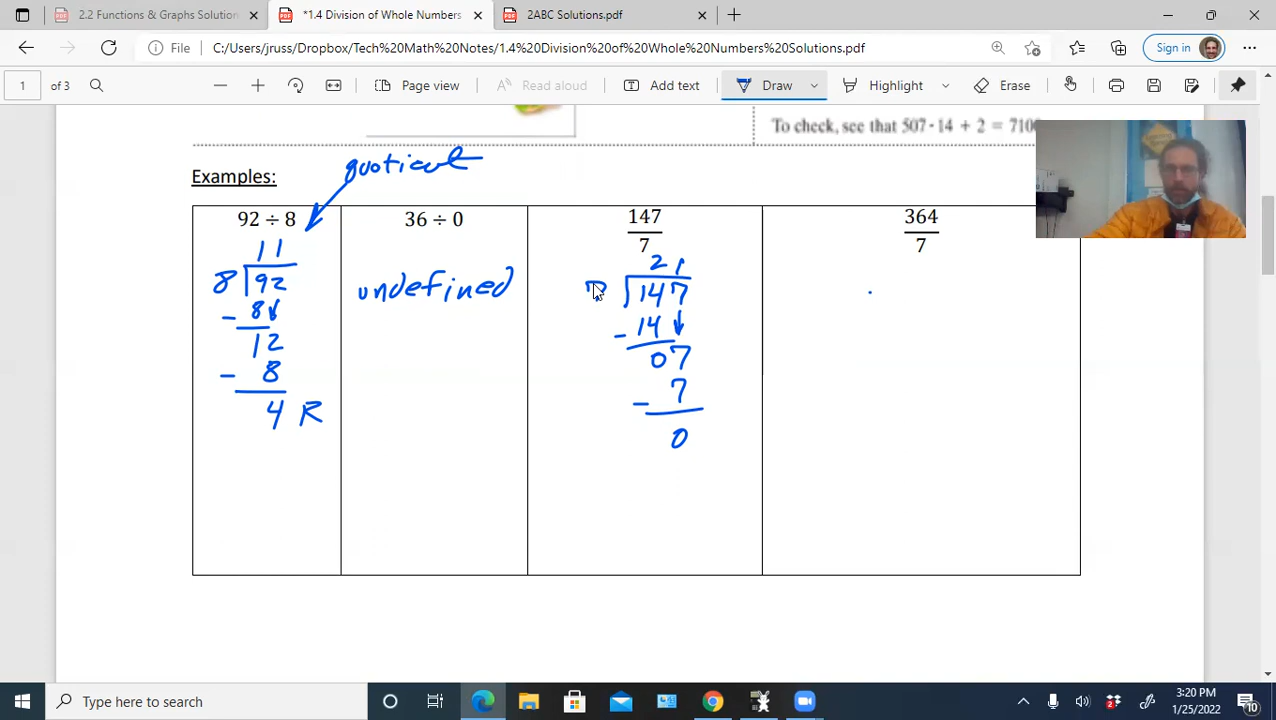 2.2 Functions & Graphs Solution
*1.4 Division of Whole Numbers
2ABC Solutions.pdf
File
C:/Users/jruss/Dropbox/Tech%20Math%20Notes/1.4%20Division%20of%20Whole%20Numbers%20Solutions.pdf
Sign in
1 of 3
Page view
Read aloud
Add text
Draw
Highlight
Erase
To check, see that 507 · 14 + 2 = 7100
quotient
Examples:
92 ÷ 8
11
8 92
- 8
12
- 8
4 R
36 ÷ 0
undefined
147
7
21
7 147
- 14
07
- 7
0
364
7
Type here to search
3:20 PM
1/25/2022
2
10